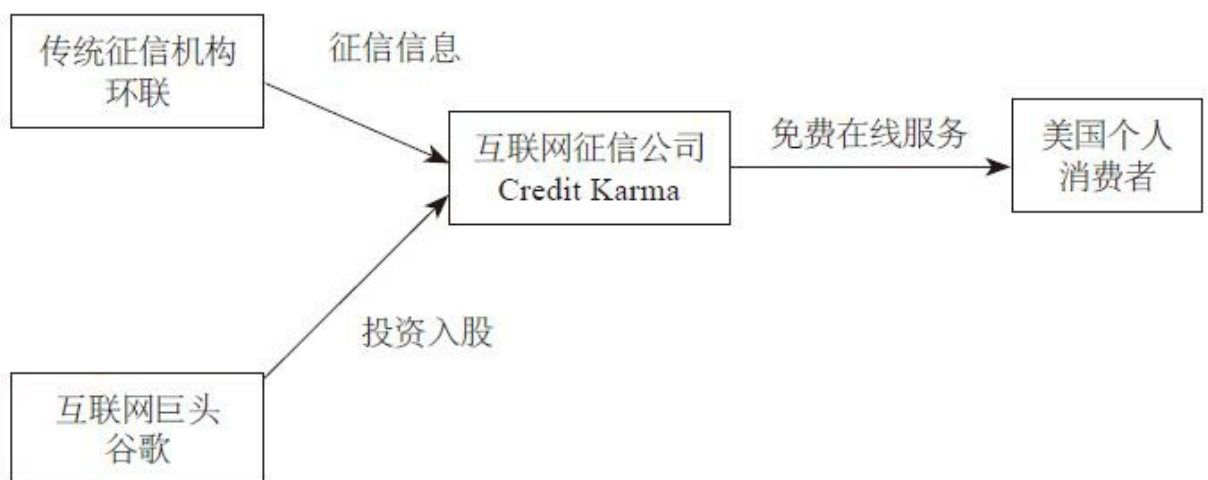 传统征信机构
环联
征信信息
互联网征信公司
Credit Karma
免费在线服务
美国个人
消费者
投资入股
互联网巨头
谷歌